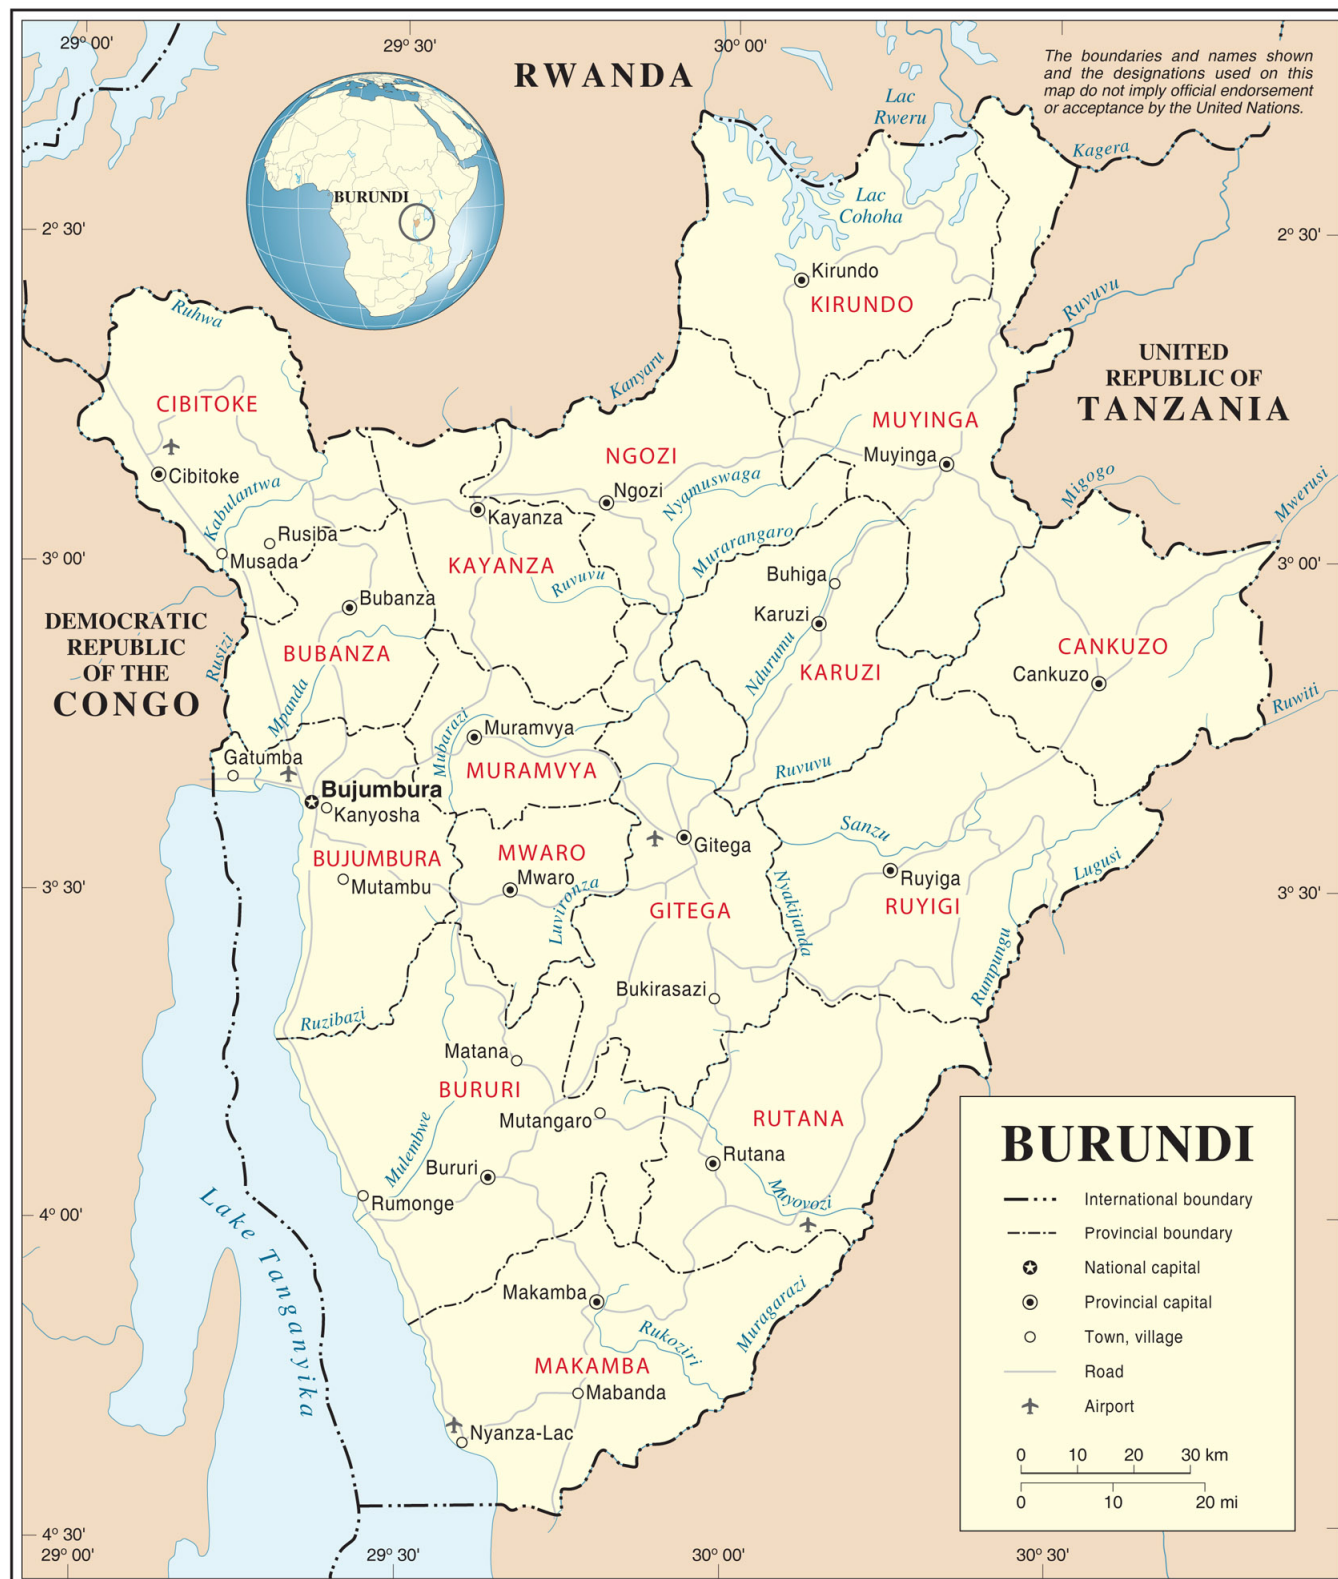 29° 00'
29° 30'
30° 00'
RWANDA
The boundaries and names shown
and the designations used on this
map do not imply official endorsement
or acceptance by the United Nations.
Lac
Rweru
Kagera
Lac
Cohoha
BURUNDI
2° 30'
2° 30'
Kirundo
KIRUNDO
Ruvuvu
Ruhwa
Kanyaru
UNITED
REPUBLIC OF
TANZANIA
CIBITOKE
MUYINGA
Muyinga
NGOZI
Ngozi
Nyamuswaga
Cibitoke
Kabulantwa
Migogo
Mwerusi
Rusiba
Musada
Kayanza
KAYANZA
Ruvuvu
Murarangaro
3° 00'
3° 00'
Buhiga
Karuzi
Bubanza
BUBANZA
DEMOCRATIC
REPUBLIC
OF THE
CONGO
Rusizi
Mpanda
Ndurumu
KARUZI
CANKUZO
Cankuzo
Ruwiti
Mubarazi
Muramvya
MURAMVYA
Gatumba
Bujumbura
Kanyosha
Ruvuvu
Sanzu
Lugusi
BUJUMBURA
Mutambu
MWARO
Mwaro
Luvironza
Gitega
GITEGA
Nyakijanda
Ruyiga
RUYIGI
3° 30'
3° 30'
Rumpungu
Bukirasazi
Ruzibazi
Matana
BURURI
Mutangaro
Mulembwe
Bururi
Rumonge
RUTANA
Rutana
Muyovozi
4° 00'
Lake Tanganyika
Makamba
Rukoziri
Muragarazi
MAKAMBA
Mabanda
Nyanza-Lac
BURUNDI
International boundary
Provincial boundary
National capital
Provincial capital
Town, village
Road
Airport
0 10 20 30 km
0 10 20 mi
4° 30'
29° 00'
29° 30'
30° 00'
30° 30'